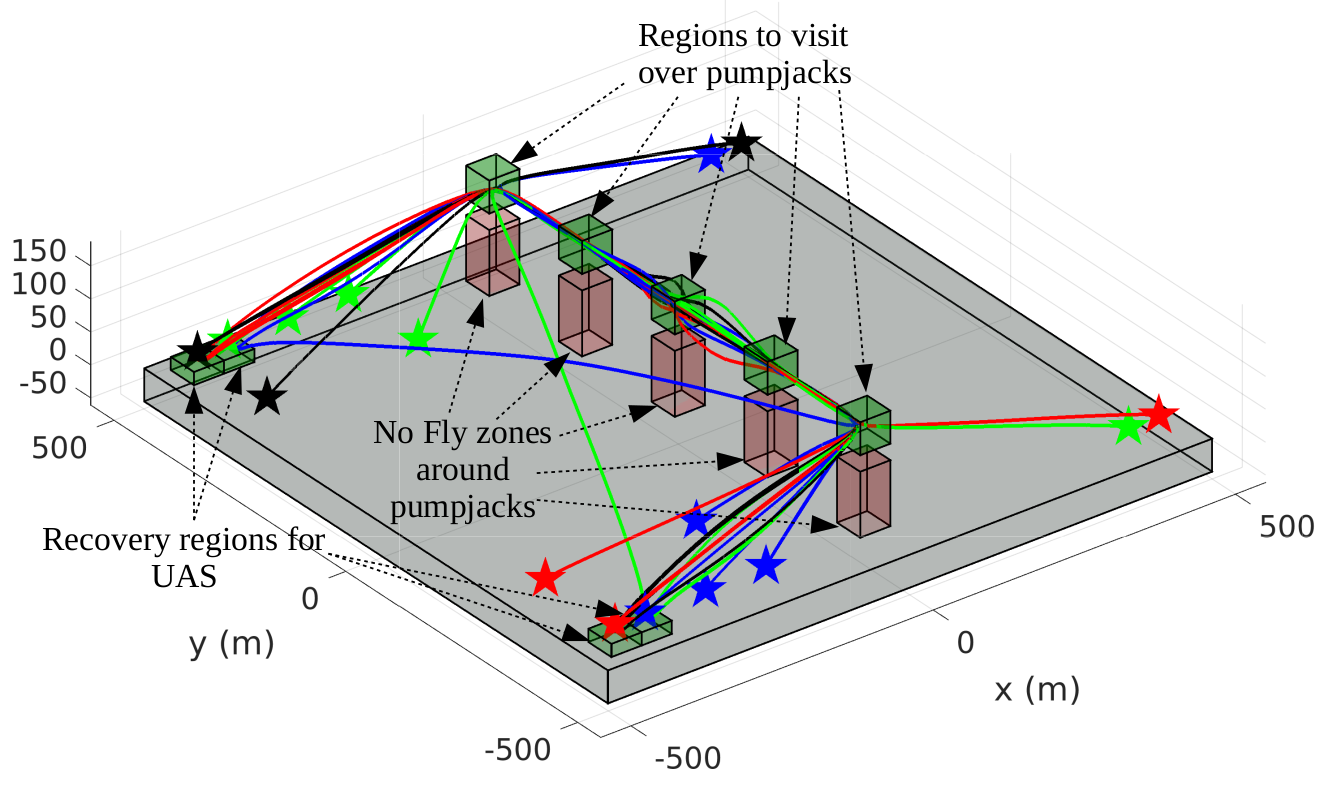 Regions to visit
over pumpjacks
150
100
50
0
-50
500
No Fly zones
around
pumpjacks
Recovery regions for
UAS
0
y (m)
-500
-500
0
x (m)
500